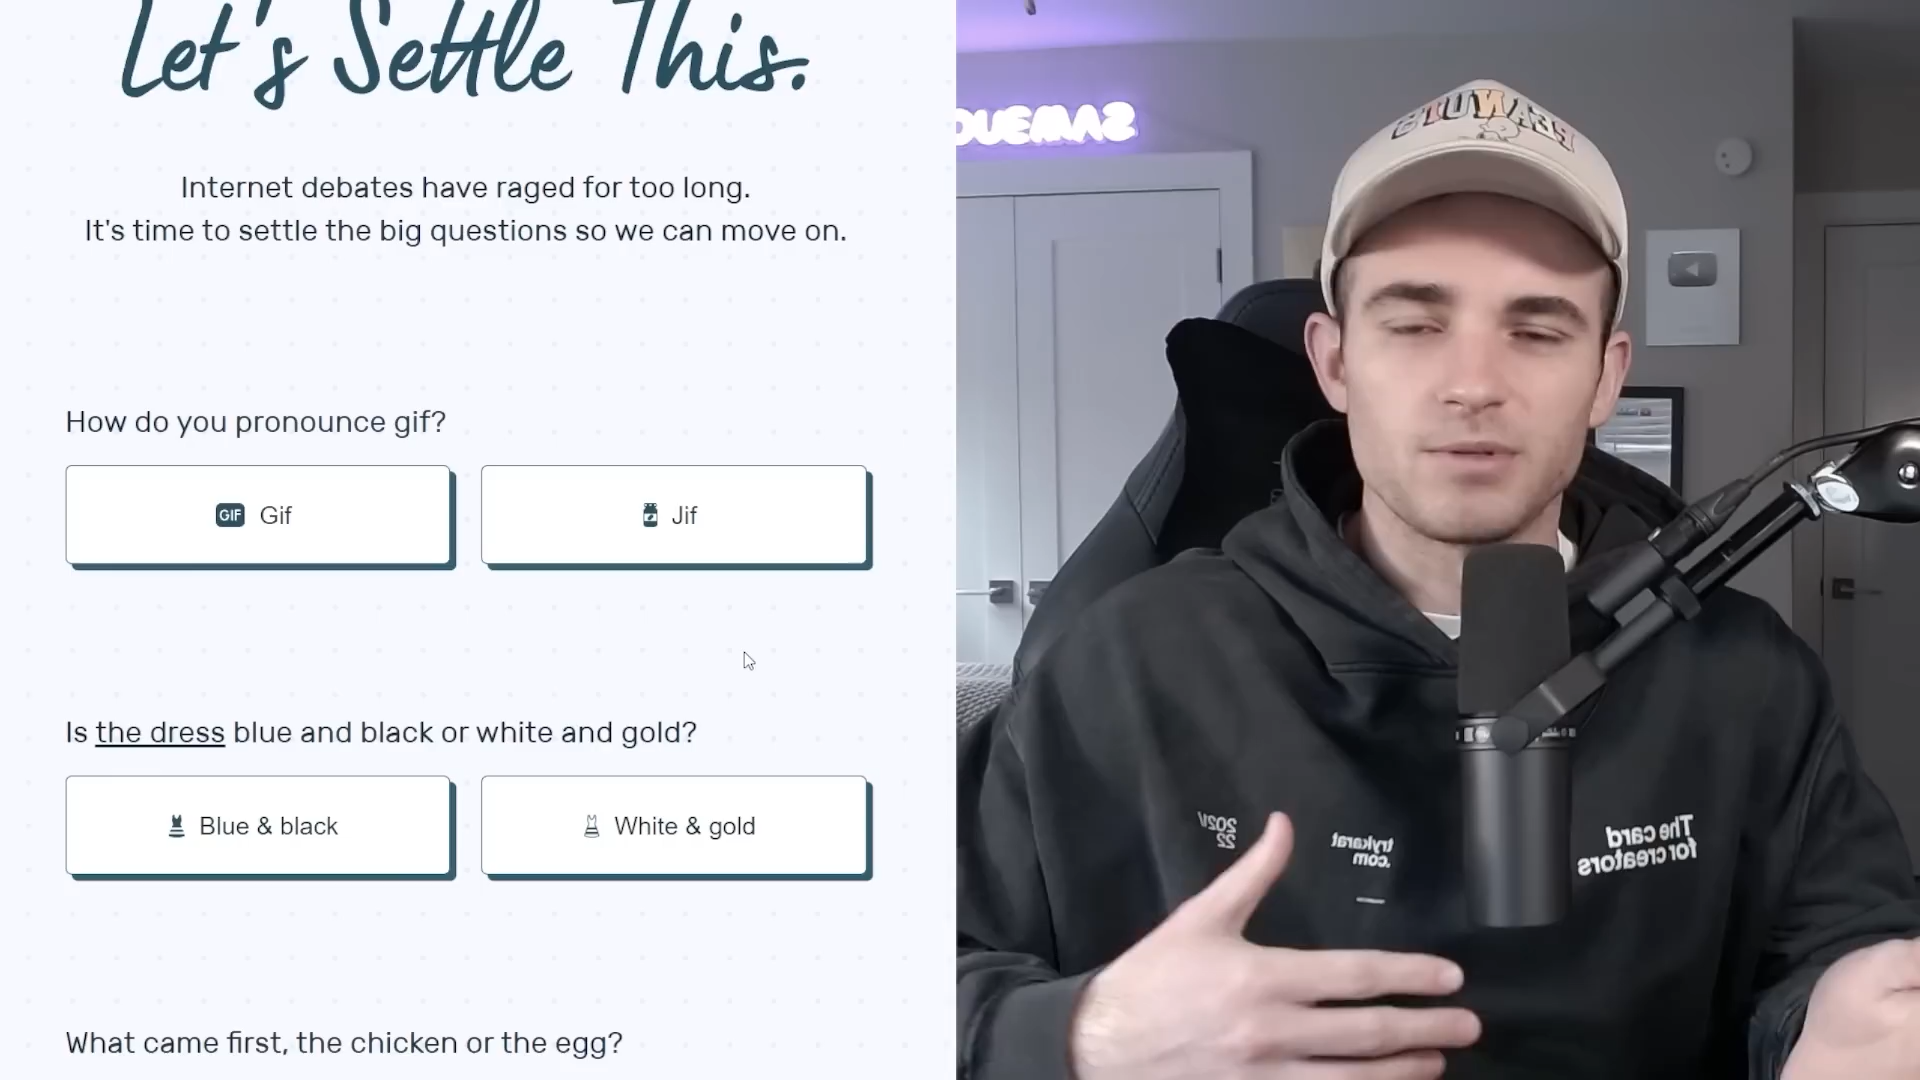 Let's Settle This.
Internet debates have raged for too long.
It's time to settle the big questions so we can move on.
How do you pronounce gif?
GIF Gif
Jif
Is the dress blue and black or white and gold?
Blue & black
White & gold
What came first, the chicken or the egg?
PEANUTS
trykarat
.com
The card
for creators